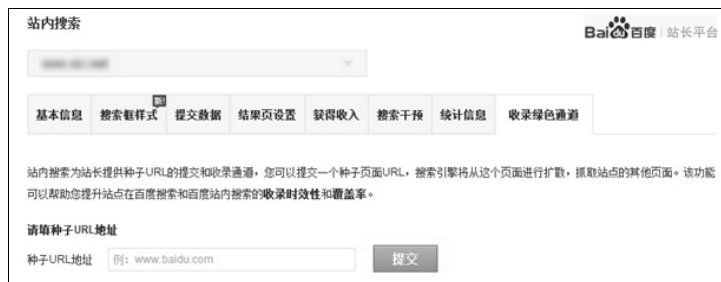 站内搜索
Bai du 百度 | 站长平台
新!
基本信息 搜索框样式 提交数据 结果页设置 获得收入 搜索干预 统计信息 收录绿色通道
站内搜索为站长提供种子URL的提交和收录通道，您可以提交一个种子页面URL，搜索引擎将从这个页面进行扩散，抓取站点的其他页面。该功能
可以帮助您提升站点在百度搜索和百度站内搜索的收录时效性和覆盖率。
请填种子URL地址
种子URL地址 例：www.baidu.com 提交